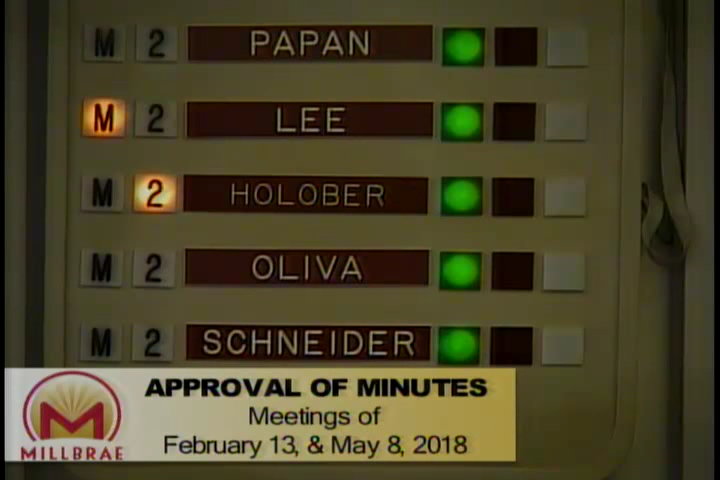 M 2 PAPAN
M 2 LEE
M 2 HOLOBER
M 2 OLIVA
M 2 SCHNEIDER
M
MILLBRAE
APPROVAL OF MINUTES
Meetings of
February 13, & May 8, 2018